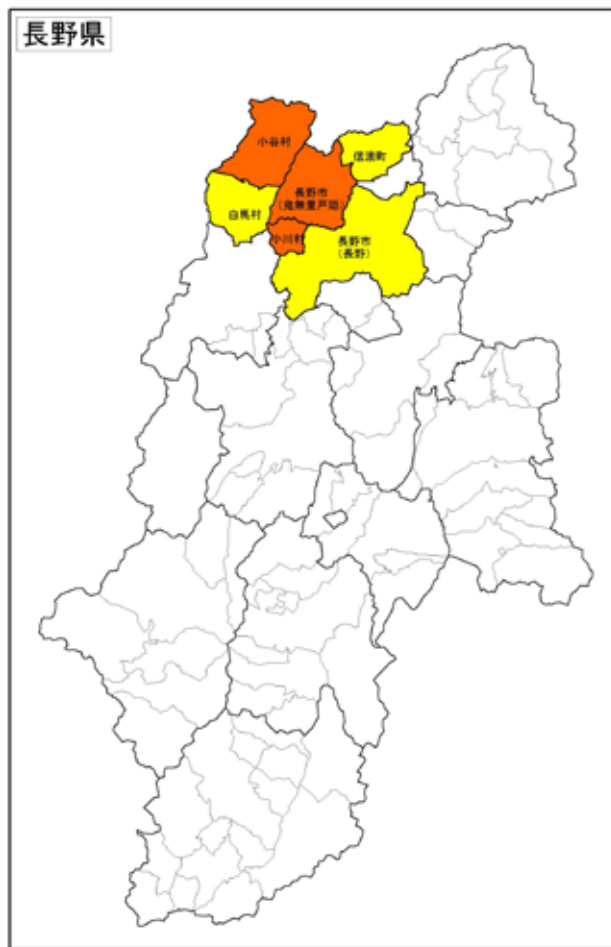 長野県
小谷村
信濃町
長野市
(鬼無里戸隠)
白馬村
小川村
長野市
(長野)